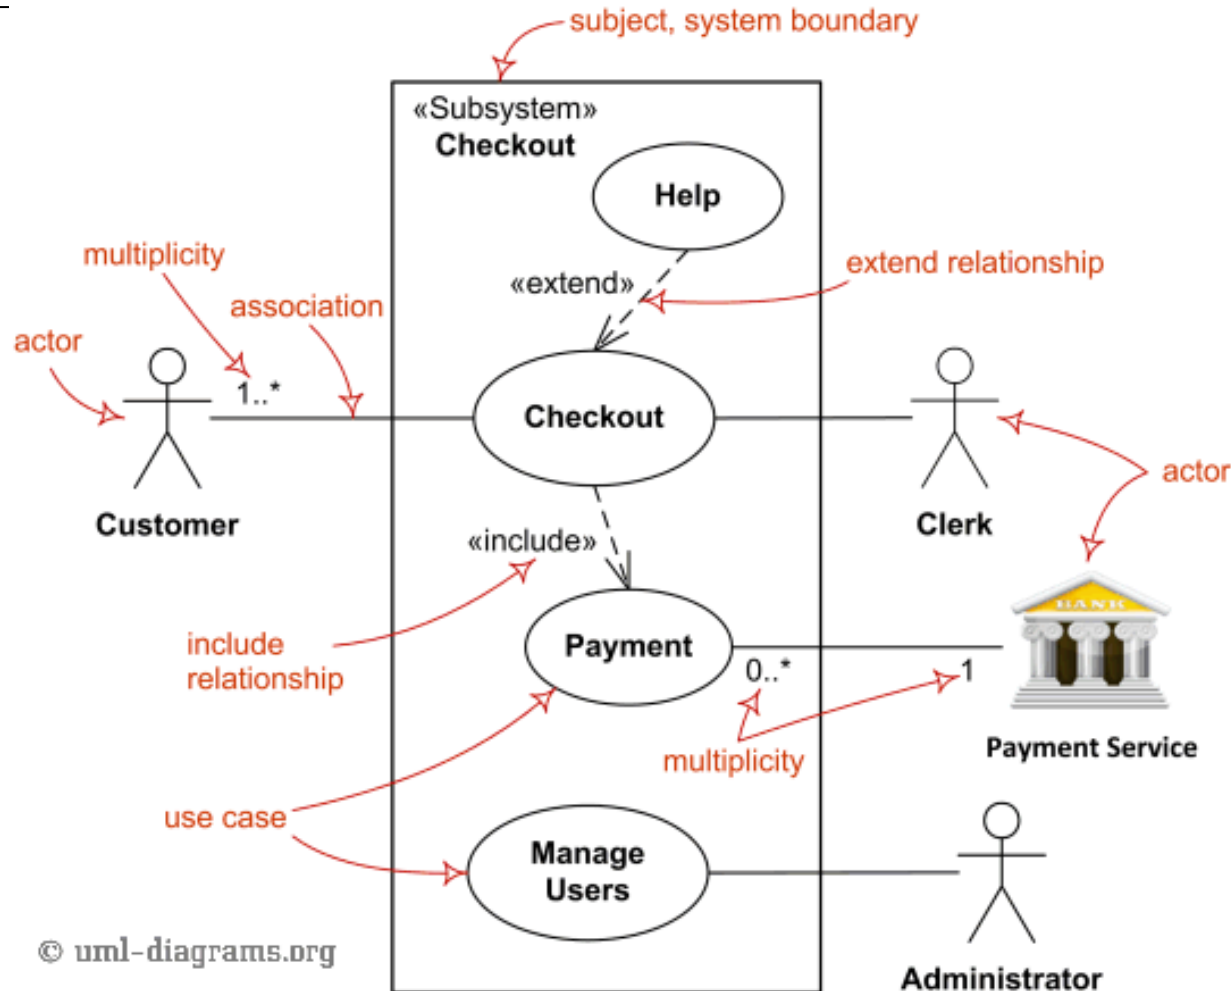 subject, system boundary
«Subsystem»
Checkout
Help
multiplicity
«extend»
extend relationship
association
actor
1..*
Checkout
actor
Customer
Clerk
«include»
BANK
include
relationship
Payment
0..*
1
Payment Service
multiplicity
use case
Manage
Users
© uml-diagrams.org
Administrator